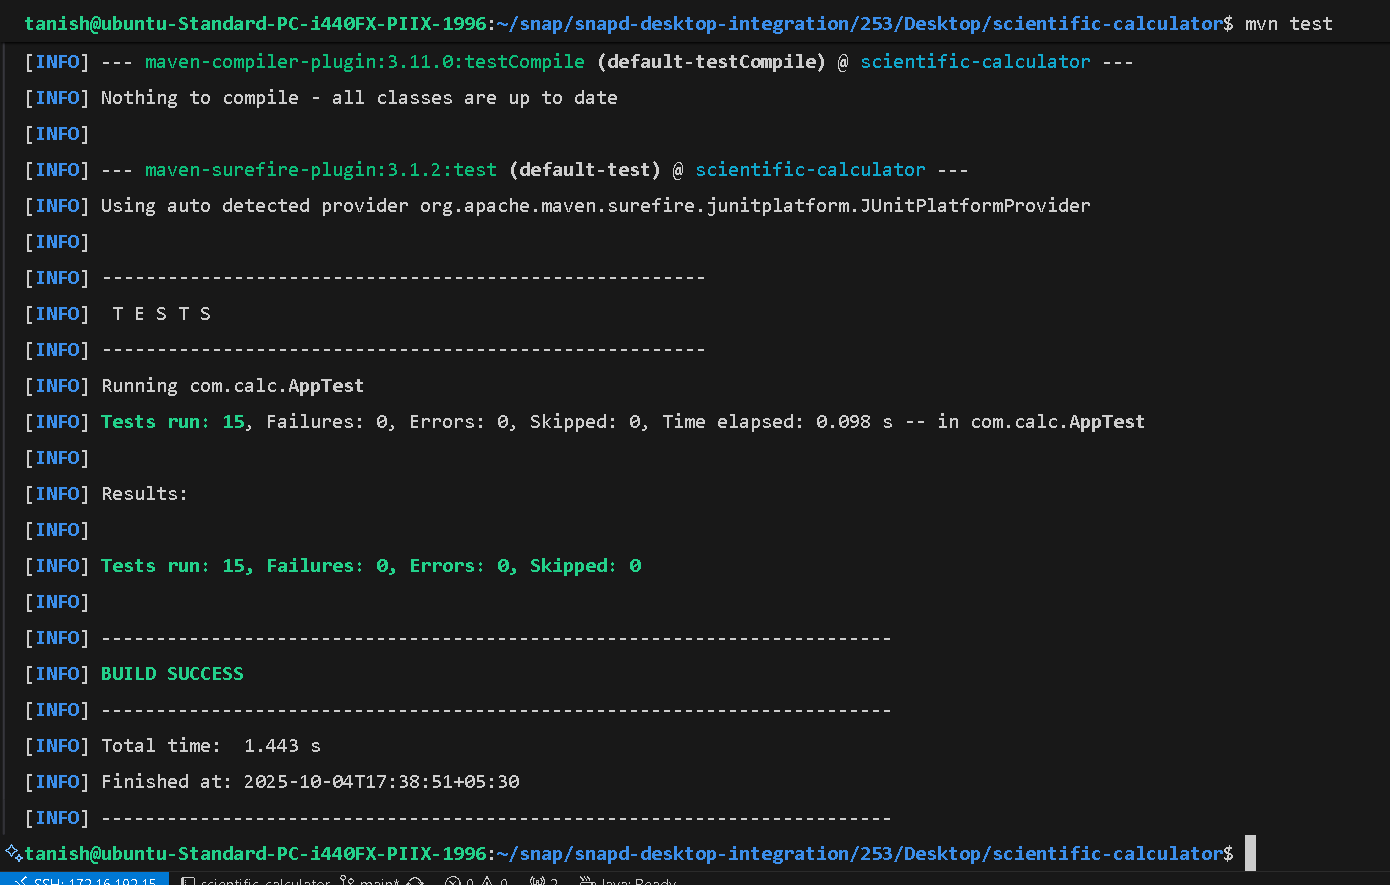 tanish@ubuntu-Standard-PC-i440FX-PIIX-1996:~/snap/snapd-desktop-integration/253/Desktop/scientific-calculator$ mvn test
[INFO] --- maven-compiler-plugin:3.11.0:testCompile (default-testCompile) @ scientific-calculator ---
[INFO] Nothing to compile - all classes are up to date
[INFO]
[INFO] --- maven-surefire-plugin:3.1.2:test (default-test) @ scientific-calculator ---
[INFO] Using auto detected provider org.apache.maven.surefire.junitplatform.JUnitPlatformProvider
[INFO]
[INFO] -------------------------------------------------------
[INFO]  T E S T S
[INFO] -------------------------------------------------------
[INFO] Running com.calc.AppTest
[INFO] Tests run: 15, Failures: 0, Errors: 0, Skipped: 0, Time elapsed: 0.098 s -- in com.calc.AppTest
[INFO]
[INFO] Results:
[INFO]
[INFO] Tests run: 15, Failures: 0, Errors: 0, Skipped: 0
[INFO]
[INFO] ------------------------------------------------------------------------
[INFO] BUILD SUCCESS
[INFO] ------------------------------------------------------------------------
[INFO] Total time:  1.443 s
[INFO] Finished at: 2025-10-04T17:38:51+05:30
[INFO] ------------------------------------------------------------------------
tanish@ubuntu-Standard-PC-i440FX-PIIX-1996:~/snap/snapd-desktop-integration/253/Desktop/scientific-calculator$
SSH: 172.16.192.15 scientific-calculator main* 0 0 2 Java: Ready